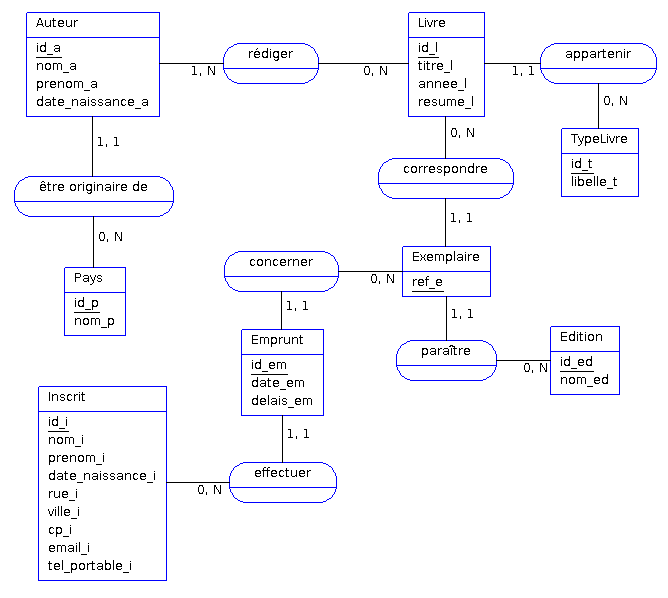 Auteur
id_a
nom_a
prenom_a
date_naissance_a
1, N
rédiger
0, N
Livre
id_l
titre_l
annee_l
resume_l
1, 1
appartenir
0, N
TypeLivre
id_t
libelle_t
1, 1
être originaire de
0, N
Pays
id_p
nom_p
0, N
correspondre
1, 1
Exemplaire
ref_e
concerner
0, N
1, 1
Emprunt
id_em
date_em
delais_em
1, 1
paraître
0, N
Edition
id_ed
nom_ed
1, 1
effectuer
0, N
Inscrit
id_i
nom_i
prenom_i
date_naissance_i
rue_i
ville_i
cp_i
email_i
tel_portable_i